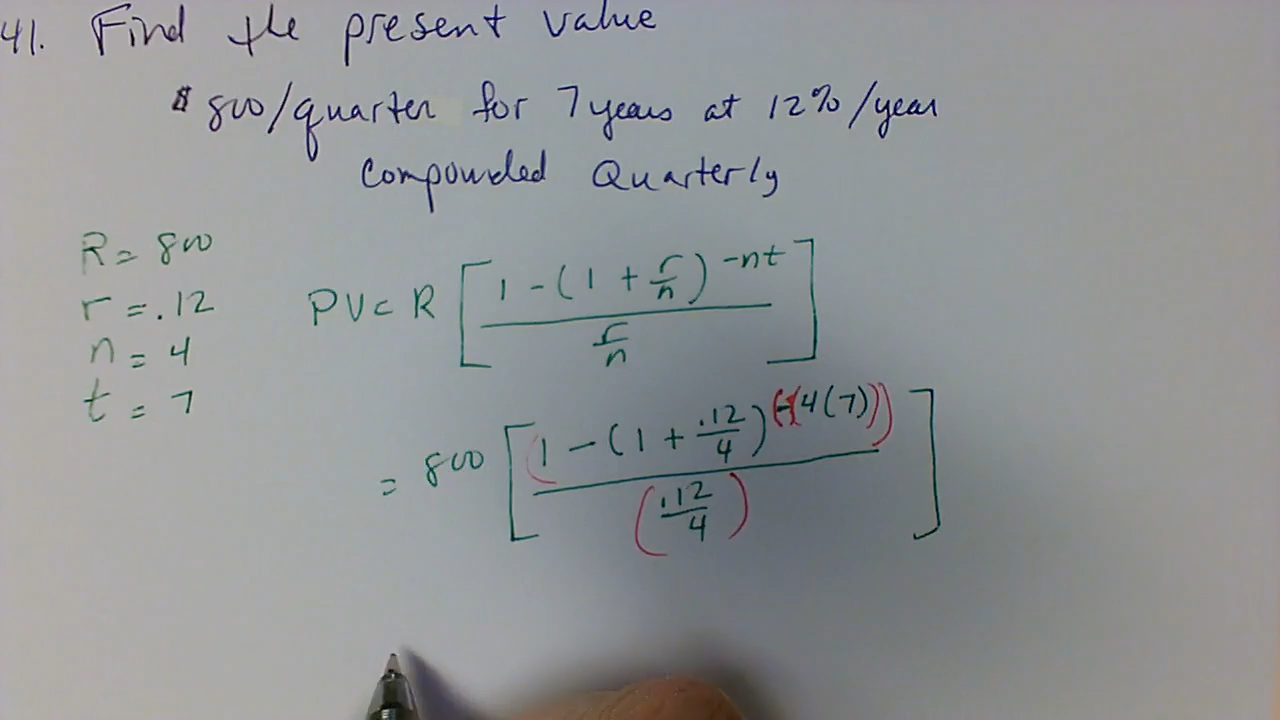 41. Find the present value
$800/quarter for 7 years at 12%/year
Compounded Quarterly
R = 800
r = .12
n = 4
t = 7
PV = R [ (1 - (1 + r/n)^(-nt)) / (r/n) ]
= 800 [ (1 - (1 + .12/4)^(-(4(7)))) / (.12/4) ]